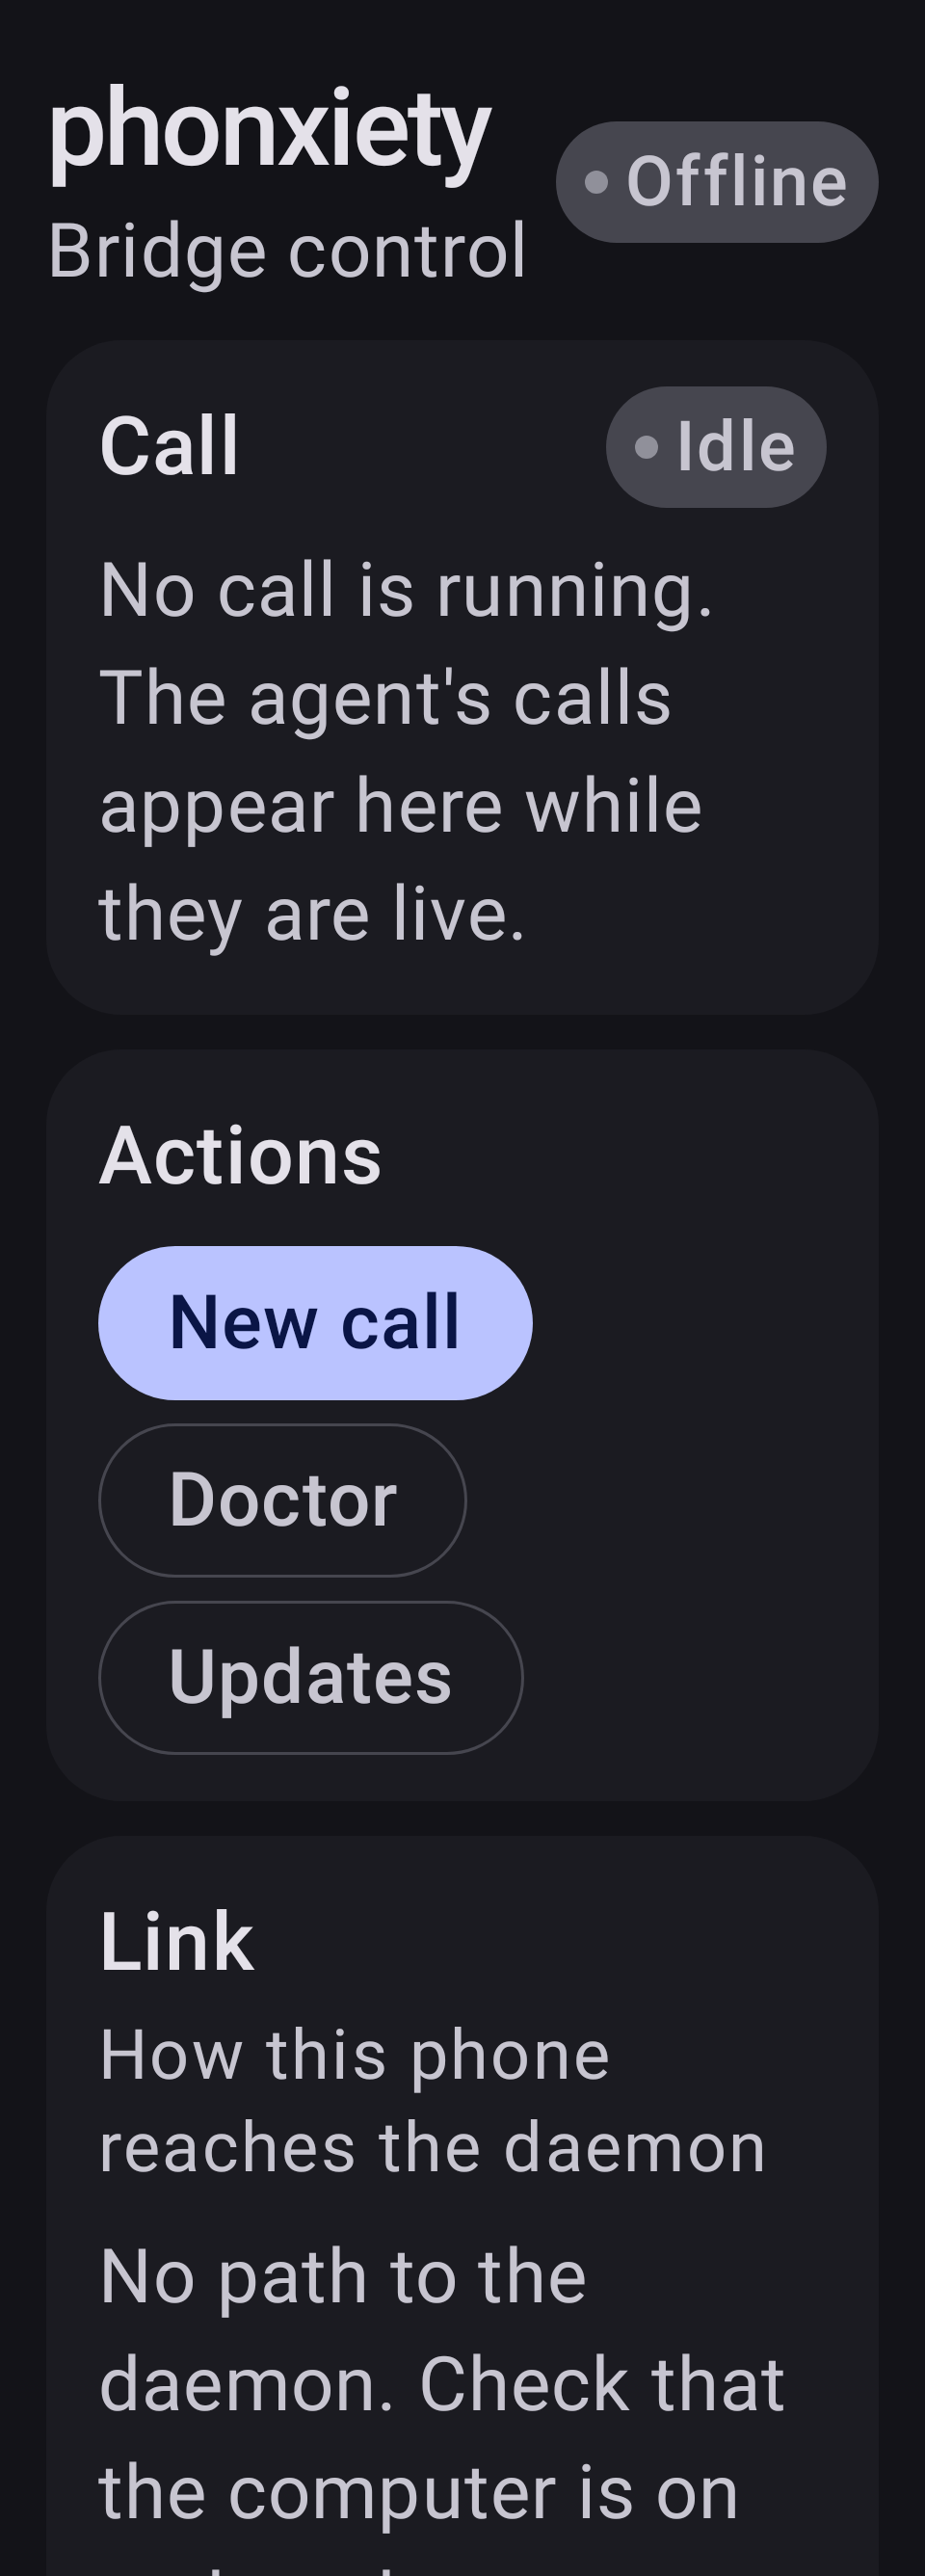 phonxiety
Offline
Bridge control
Call
Idle
No call is running.
The agent's calls
appear here while
they are live.
Actions
New call
Doctor
Updates
Link
How this phone
reaches the daemon
No path to the
daemon. Check that
the computer is on